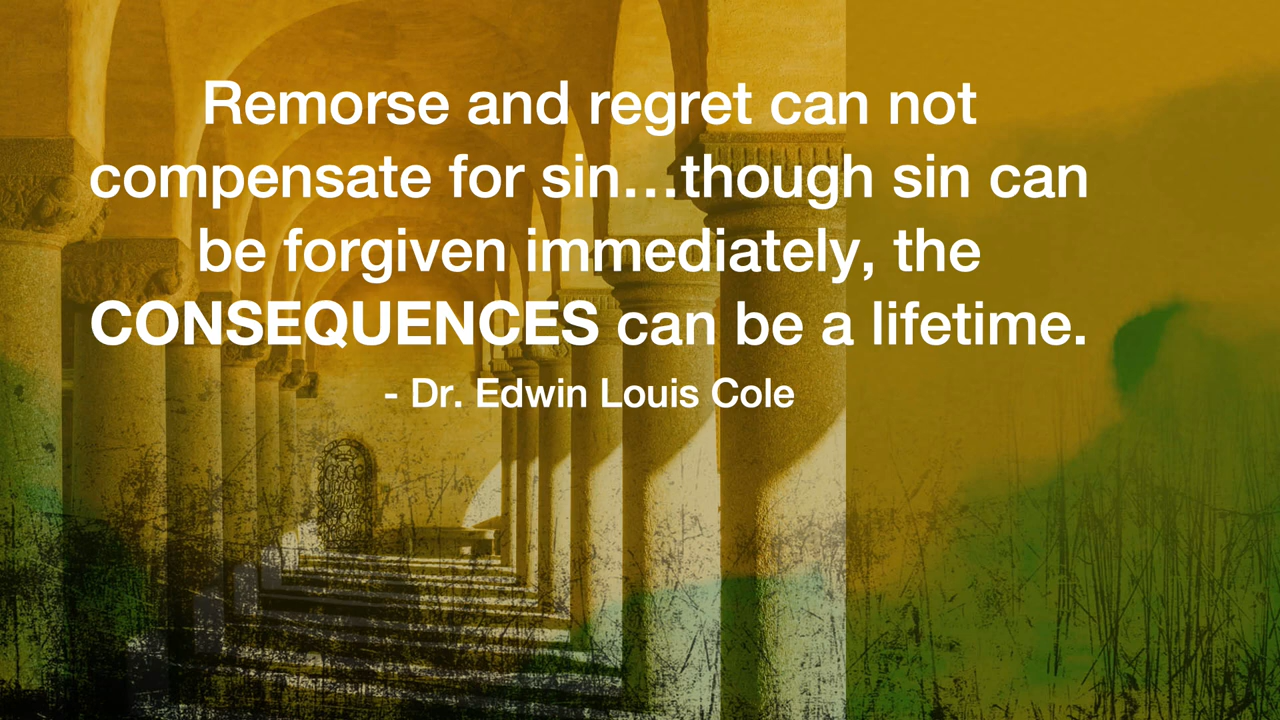 Remorse and regret can not
compensate for sin...though sin can
be forgiven immediately, the
CONSEQUENCES can be a lifetime.
- Dr. Edwin Louis Cole